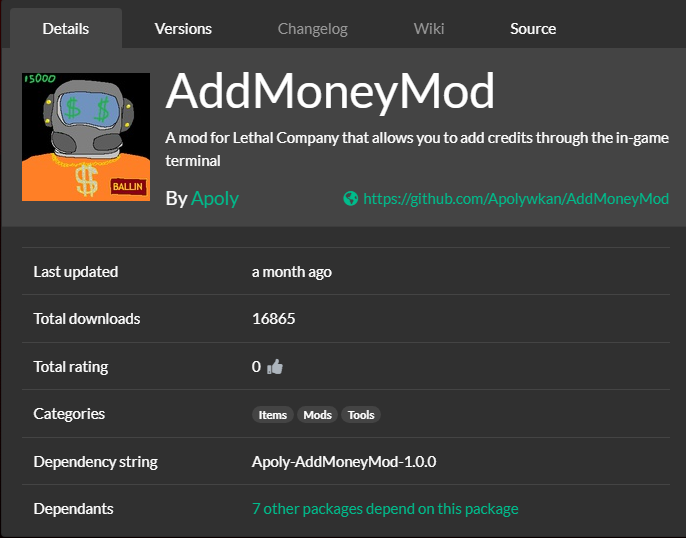 Details Versions Changelog Wiki Source
15000
BALLIN
AddMoneyMod
A mod for Lethal Company that allows you to add credits through the in-game
terminal
By Apoly https://github.com/Apolywkan/AddMoneyMod
Last updated a month ago
Total downloads 16865
Total rating 0
Categories Items Mods Tools
Dependency string Apoly-AddMoneyMod-1.0.0
Dependants 7 other packages depend on this package